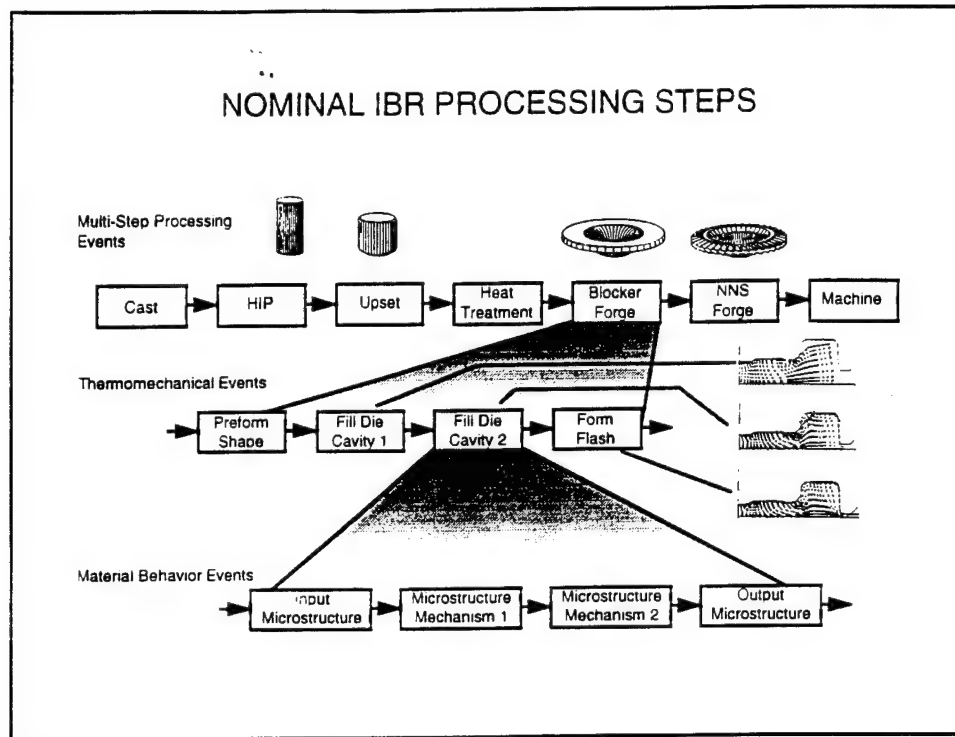 NOMINAL IBR PROCESSING STEPS
Multi-Step Processing
Events
Cast
HIP
Upset
Heat
Treatment
Blocker
Forge
NNS
Forge
Machine
Thermomechanical Events
Preform
Shape
Fill Die
Cavity 1
Fill Die
Cavity 2
Form
Flash
Material Behavior Events
Input
Microstructure
Microstructure
Mechanism 1
Microstructure
Mechanism 2
Output
Microstructure